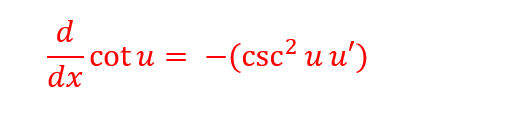 d/dx cot u = −(csc² u u′)